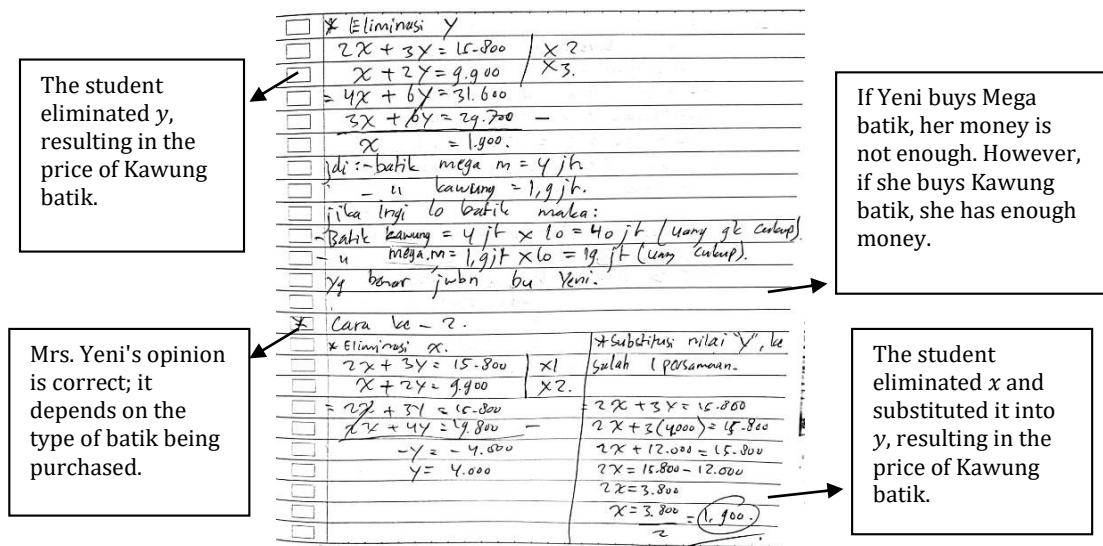 The student
eliminated y,
resulting in the
price of Kawung
batik.
Mrs. Yeni's opinion
is correct; it
depends on the
type of batik being
purchased.
* Eliminasi Y
2x + 3y = 15.800 | x 2
x + 2y = 9.900 | x 3.
= 4x + 6y = 31.600
3x + 6y = 29.700 -
x = 1.900.
jdi : - batik mega m = 4 jt.
- u kawung = 1,9 jt.
jika ingi 10 batik maka :
- Batik kawung = 4 jt x 10 = 40 jt (uang gk cukup)
- u mega.m = 1,9 jt x 10 = 19 jt (uang cukup).
yg benar jwbn bu Yeni.
* Cara ke - 2.
* Eliminasi x.
2x + 3y = 15.800 | x1
x + 2y = 9.900 | x2.
= 2x + 3y = 15.800
2x + 4y = 19.800 -
-y = -4.000
y = 4.000
* Substitusi nilai "y", ke
salah 1 persamaan.
= 2x + 3y = 15.800
2x + 3(4.000) = 15.800
2x + 12.000 = 15.800
2x = 15.800 - 12.000
2x = 3.800
x = 3.800 = 1.900.
2
If Yeni buys Mega
batik, her money is
not enough. However,
if she buys Kawung
batik, she has enough
money.
The student
eliminated x and
substituted it into
y, resulting in the
price of Kawung
batik.